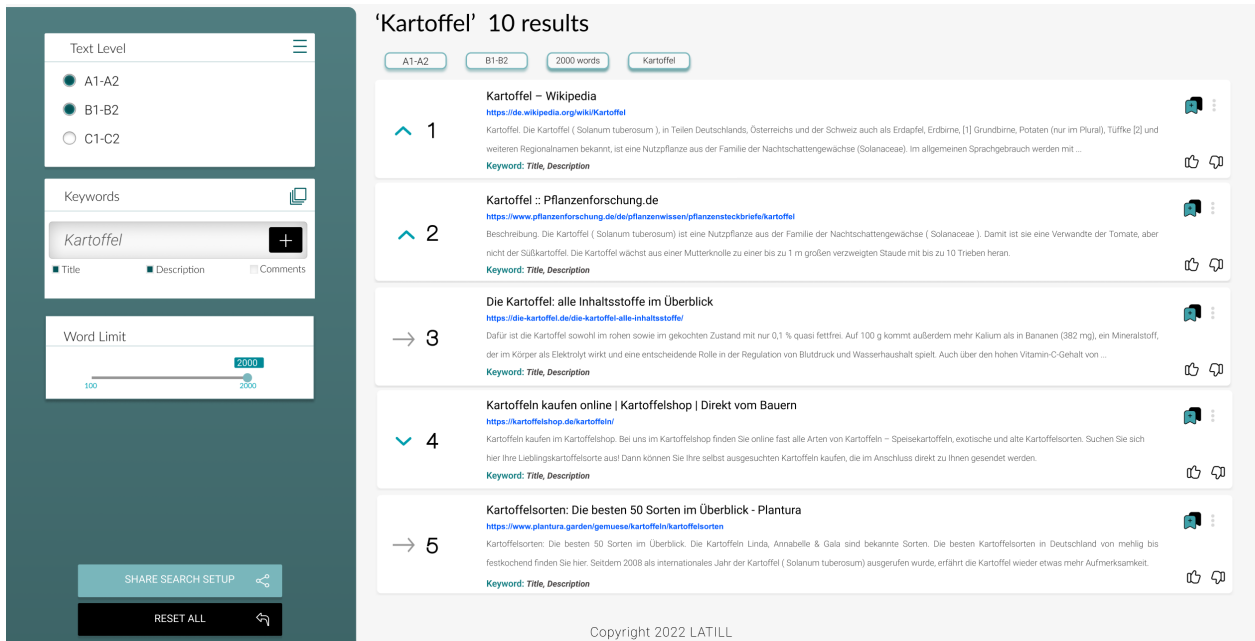 Text Level
A1-A2
B1-B2
C1-C2
Keywords
Kartoffel
Title Description Comments
Word Limit
2000
100 2000
SHARE SEARCH SETUP
RESET ALL
‘Kartoffel’ 10 results
A1-A2 B1-B2 2000 words Kartoffel
1
Kartoffel – Wikipedia
https://de.wikipedia.org/wiki/Kartoffel
Kartoffel. Die Kartoffel ( Solanum tuberosum ), in Teilen Deutschlands, Österreichs und der Schweiz auch als Erdapfel, Erdbirne, [1] Grundbirne, Potaten (nur im Plural), Tüffke [2] und
weiteren Regionalnamen bekannt, ist eine Nutzpflanze aus der Familie der Nachtschattengewächse (Solanaceae). Im allgemeinen Sprachgebrauch werden mit ...
Keyword: Title, Description
2
Kartoffel :: Pflanzenforschung.de
https://www.pflanzenforschung.de/de/pflanzenwissen/pflanzensteckbriefe/kartoffel
Beschreibung. Die Kartoffel ( Solanum tuberosum) ist eine Nutzpflanze aus der Familie der Nachtschattengewächse ( Solanaceae ). Damit ist sie eine Verwandte der Tomate, aber
nicht der Süßkartoffel. Die Kartoffel wächst aus einer Mutterknolle zu einer bis zu 1 m großen verzweigten Staude mit bis zu 10 Trieben heran.
Keyword: Title, Description
3
Die Kartoffel: alle Inhaltsstoffe im Überblick
https://die-kartoffel.de/die-kartoffel-alle-inhaltsstoffe/
Dafür ist die Kartoffel sowohl im rohen sowie im gekochten Zustand mit nur 0,1 % quasi fettfrei. Auf 100 g kommt außerdem mehr Kalium als in Bananen (382 mg), ein Mineralstoff,
der im Körper als Elektrolyt wirkt und eine entscheidende Rolle in der Regulation von Blutdruck und Wasserhaushalt spielt. Auch über den hohen Vitamin-C-Gehalt von ...
Keyword: Title, Description
4
Kartoffeln kaufen online | Kartoffelshop | Direkt vom Bauern
https://kartoffelshop.de/kartoffeln/
Kartoffeln kaufen im Kartoffelshop. Bei uns im Kartoffelshop finden Sie online fast alle Arten von Kartoffeln – Speisekartoffeln, exotische und alte Kartoffelsorten. Suchen Sie sich
hier Ihre Lieblingskartoffelsorte aus! Dann können Sie Ihre selbst ausgesuchten Kartoffeln kaufen, die im Anschluss direkt zu Ihnen gesendet werden.
Keyword: Title, Description
5
Kartoffelsorten: Die besten 50 Sorten im Überblick - Plantura
https://www.plantura.garden/gemuese/kartoffeln/kartoffelsorten
Kartoffelsorten: Die besten 50 Sorten im Überblick. Die Kartoffeln Linda, Annabelle & Gala sind bekannte Sorten. Die besten Kartoffelsorten in Deutschland von mehlig bis
festkochend finden Sie hier. Seitdem 2008 als internationales Jahr der Kartoffel ( Solanum tuberosum) ausgerufen wurde, erfährt die Kartoffel wieder etwas mehr Aufmerksamkeit.
Keyword: Title, Description
Copyright 2022 LATILL